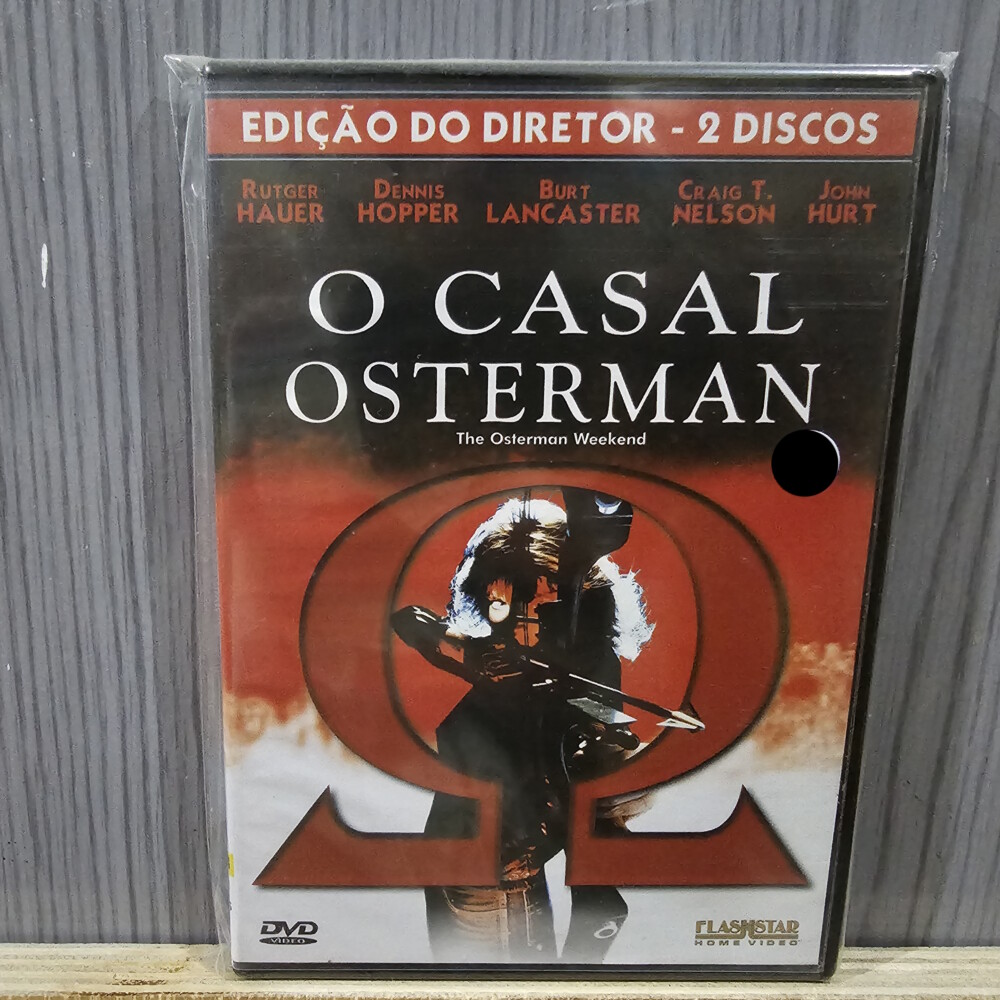 EDIÇÃO DO DIRETOR - 2 DISCOS
RUTGER HAUER
DENNIS HOPPER
BURT LANCASTER
CRAIG T. NELSON
JOHN HURT
O CASAL
OSTERMAN
The Osterman Weekend
DVD
VIDEO
FLASHSTAR
HOME VIDEO